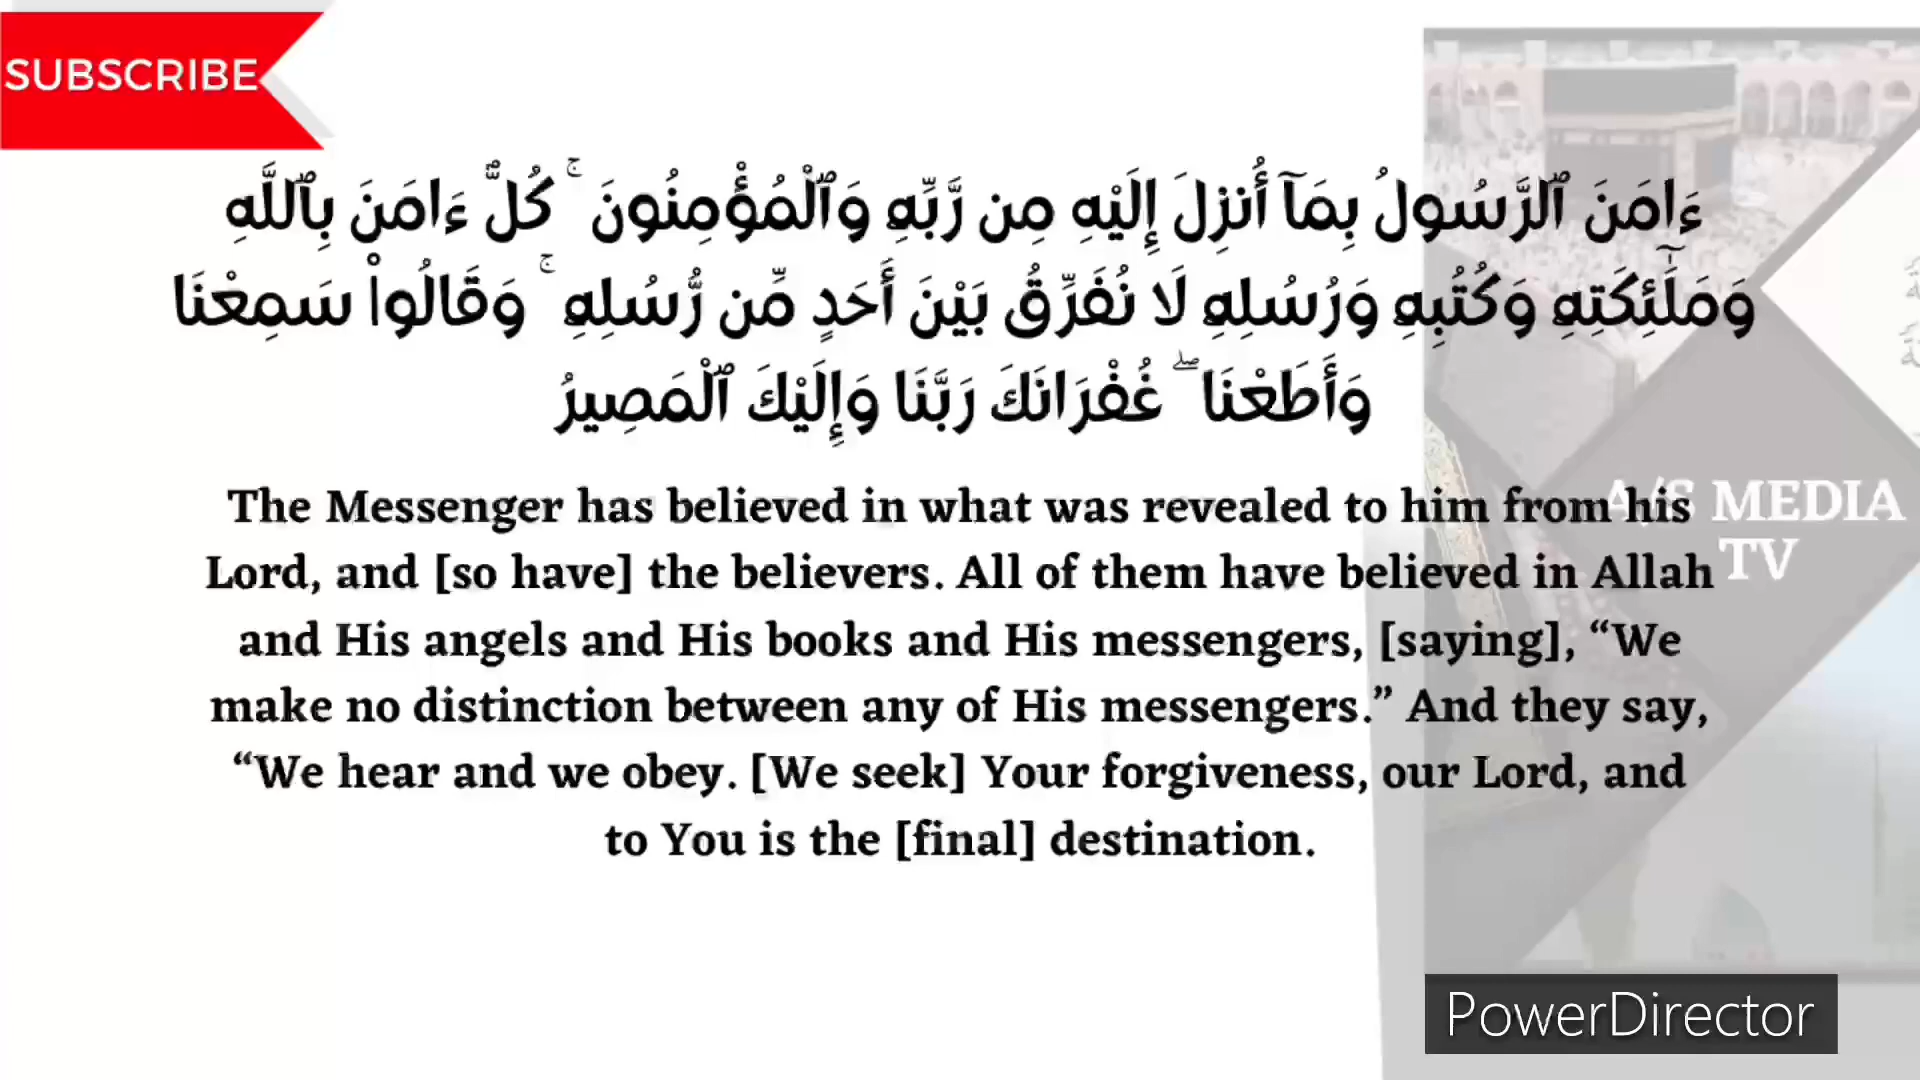 SUBSCRIBE
ءَامَنَ ٱلرَّسُولُ بِمَآ أُنزِلَ إِلَيْهِ مِن رَّبِّهِ وَٱلْمُؤْمِنُونَ ۚ كُلٌّ ءَامَنَ بِٱللَّهِ
وَمَلَٰٓئِكَتِهِ وَكُتُبِهِ وَرُسُلِهِ لَا نُفَرِّقُ بَيْنَ أَحَدٍ مِّن رُّسُلِهِ ۚ وَقَالُوا۟ سَمِعْنَا
وَأَطَعْنَا ۖ غُفْرَانَكَ رَبَّنَا وَإِلَيْكَ ٱلْمَصِيرُ
The Messenger has believed in what was revealed to him from his
Lord, and [so have] the believers. All of them have believed in Allah
and His angels and His books and His messengers, [saying], “We
make no distinction between any of His messengers.” And they say,
“We hear and we obey. [We seek] Your forgiveness, our Lord, and
to You is the [final] destination.
A/S MEDIA
TV
PowerDirector